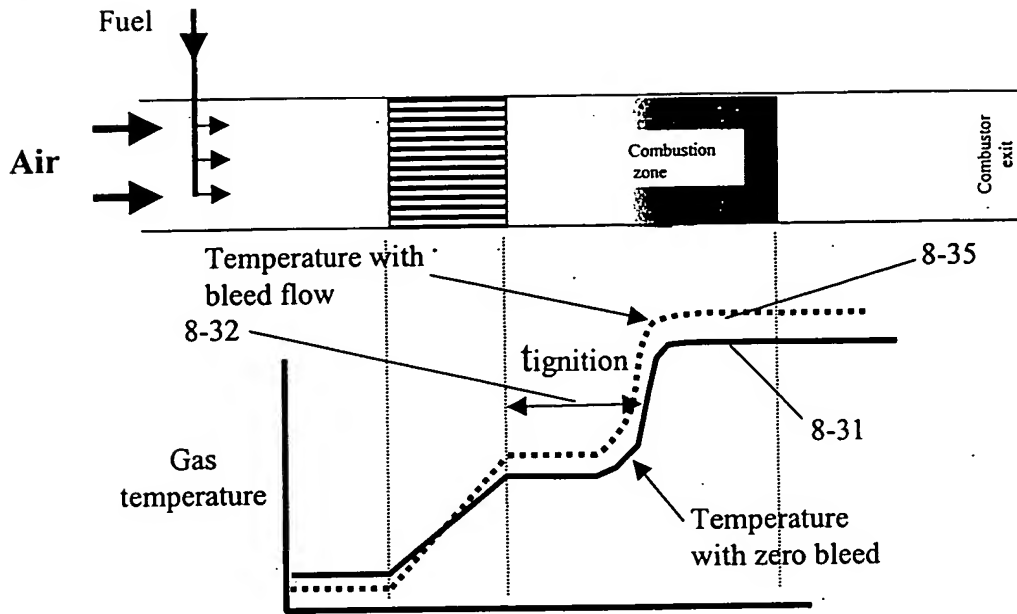 Fuel
Air
Combustion
zone
Combustor
exit
Temperature with
bleed flow
8-35
8-32
tignition
8-31
Gas
temperature
Temperature
with zero bleed